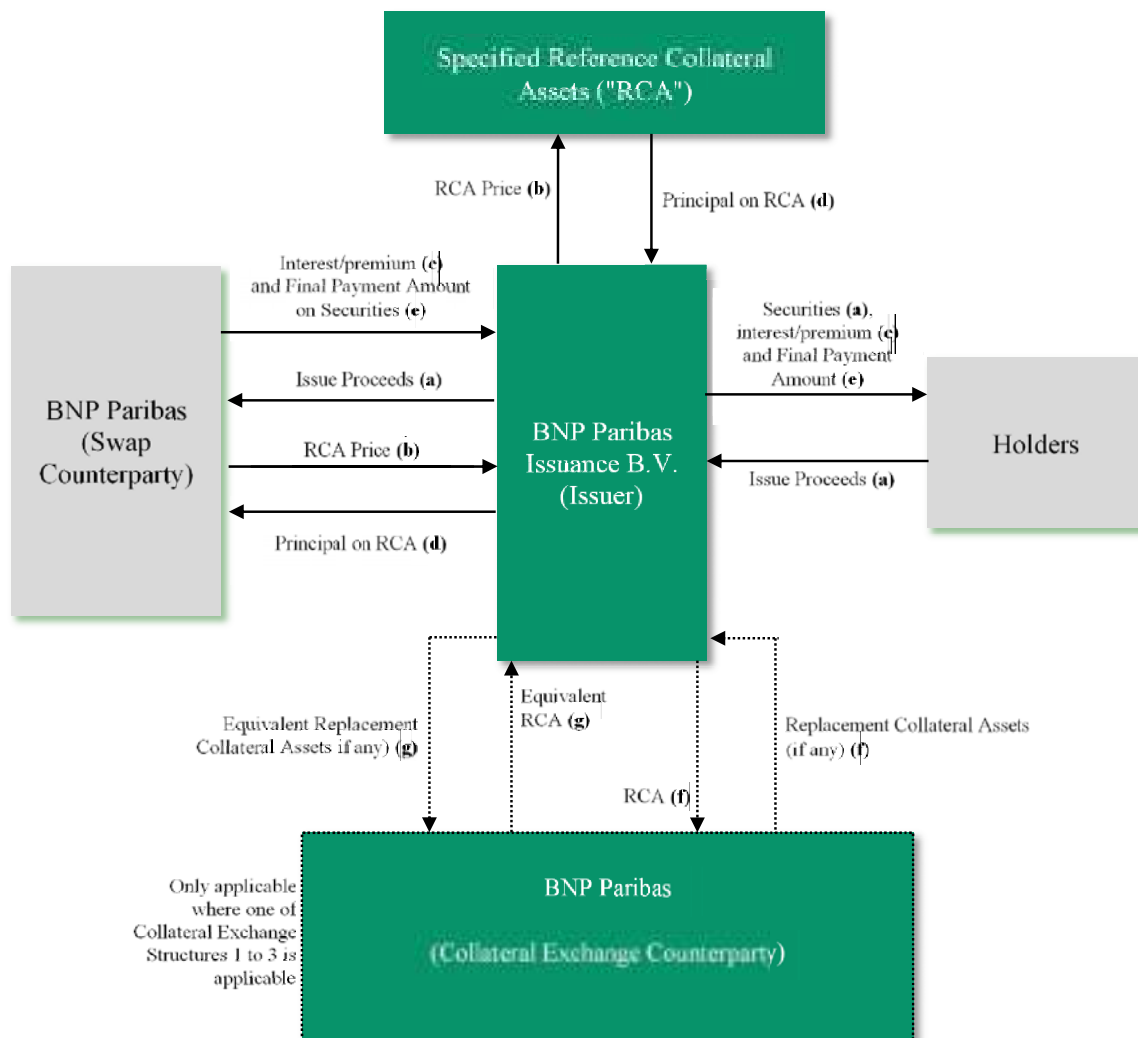 Specified Reference Collateral
Assets ("RCA")
RCA Price (b)
Principal on RCA (d)
Interest/premium (c)
and Final Payment Amount
on Securities (e)
Securities (a),
interest/premium (c)
and Final Payment
Amount (e)
Issue Proceeds (a)
BNP Paribas
(Swap
Counterparty)
BNP Paribas
Issuance B.V.
(Issuer)
Holders
RCA Price (b)
Issue Proceeds (a)
Principal on RCA (d)
Equivalent
RCA (g)
Equivalent Replacement
Collateral Assets if any) (g)
Replacement Collateral Assets
(if any) (f)
RCA (f)
Only applicable
where one of
Collateral Exchange
Structures 1 to 3 is
applicable
BNP Paribas
(Collateral Exchange Counterparty)